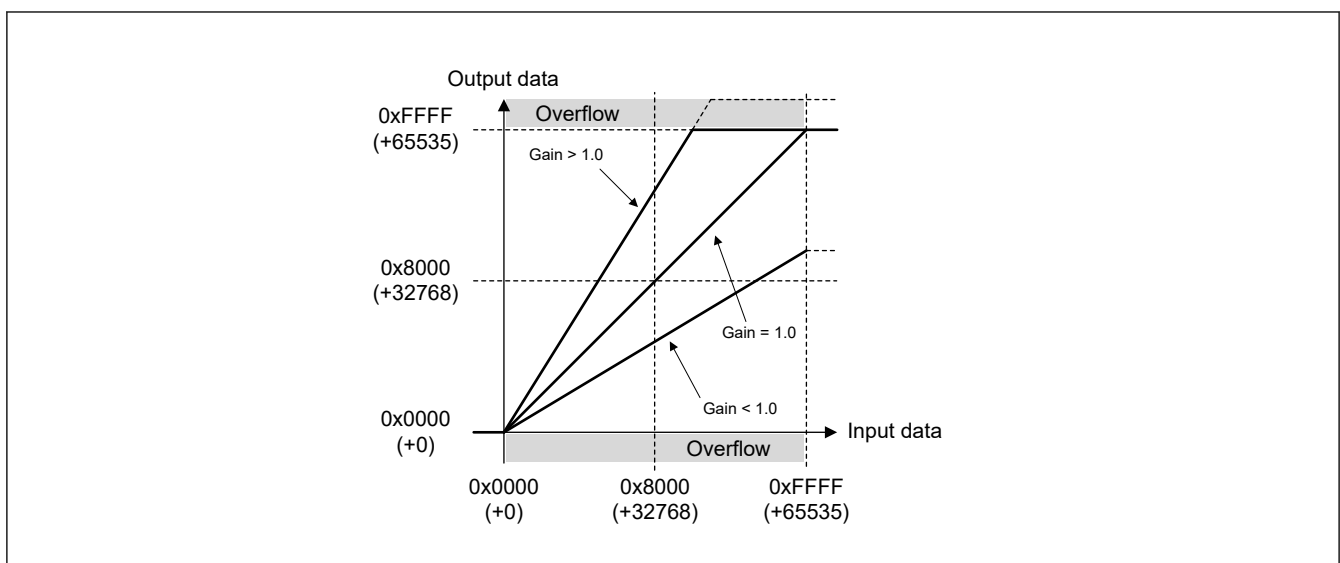 Output data
0xFFFF
(+65535)
Overflow
Gain > 1.0
0x8000
(+32768)
Gain = 1.0
Gain < 1.0
0x0000
(+0)
Input data
Overflow
0x0000
(+0)
0x8000
(+32768)
0xFFFF
(+65535)